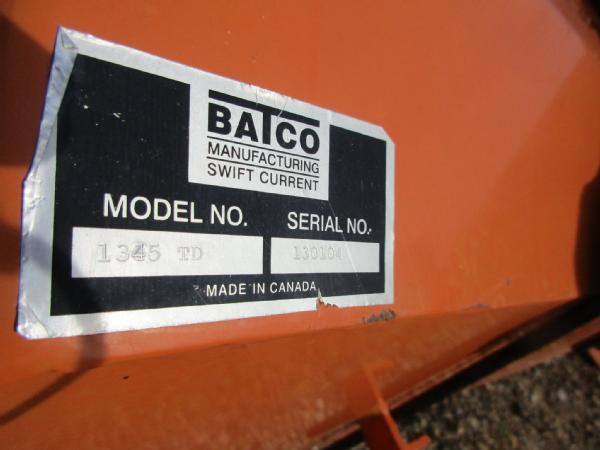 BATCO
MANUFACTURING
SWIFT CURRENT
MODEL NO. SERIAL NO.
1345 TD 130104
MADE IN CANADA